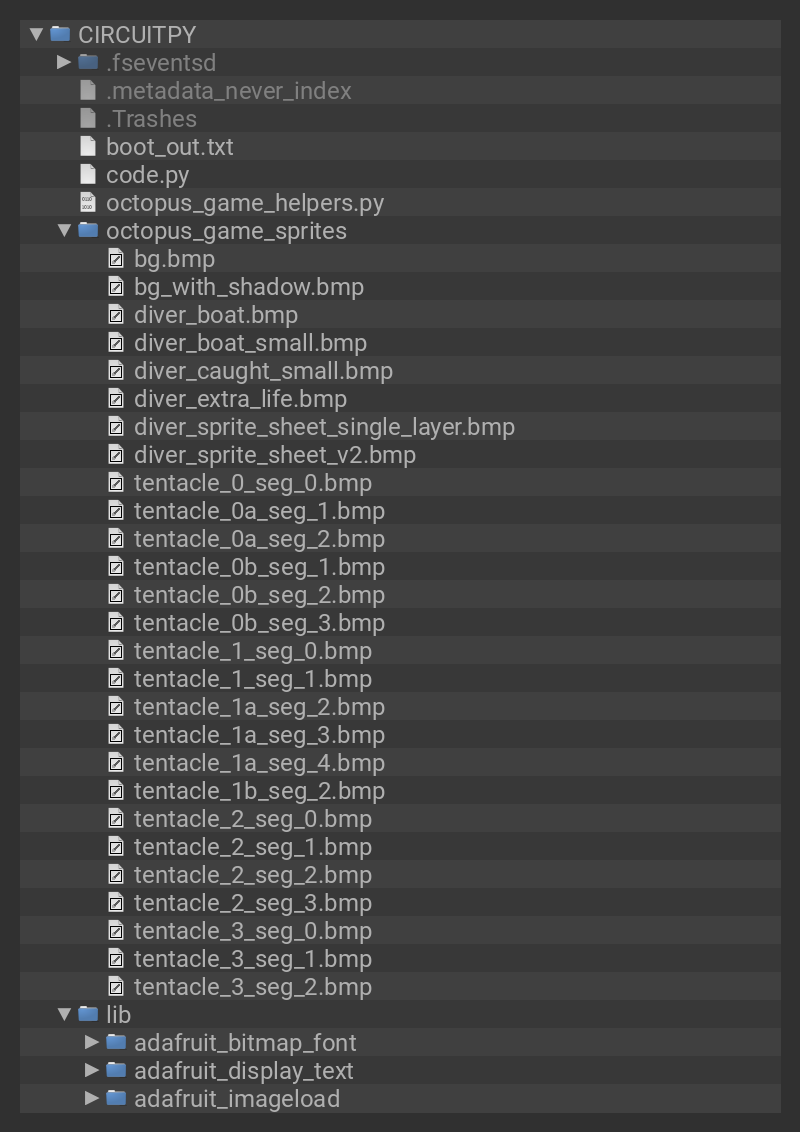 CIRCUITPY
.fseventsd
.metadata_never_index
.Trashes
boot_out.txt
code.py
octopus_game_helpers.py
octopus_game_sprites
bg.bmp
bg_with_shadow.bmp
diver_boat.bmp
diver_boat_small.bmp
diver_caught_small.bmp
diver_extra_life.bmp
diver_sprite_sheet_single_layer.bmp
diver_sprite_sheet_v2.bmp
tentacle_0_seg_0.bmp
tentacle_0a_seg_1.bmp
tentacle_0a_seg_2.bmp
tentacle_0b_seg_1.bmp
tentacle_0b_seg_2.bmp
tentacle_0b_seg_3.bmp
tentacle_1_seg_0.bmp
tentacle_1_seg_1.bmp
tentacle_1a_seg_2.bmp
tentacle_1a_seg_3.bmp
tentacle_1a_seg_4.bmp
tentacle_1b_seg_2.bmp
tentacle_2_seg_0.bmp
tentacle_2_seg_1.bmp
tentacle_2_seg_2.bmp
tentacle_2_seg_3.bmp
tentacle_3_seg_0.bmp
tentacle_3_seg_1.bmp
tentacle_3_seg_2.bmp
lib
adafruit_bitmap_font
adafruit_display_text
adafruit_imageload